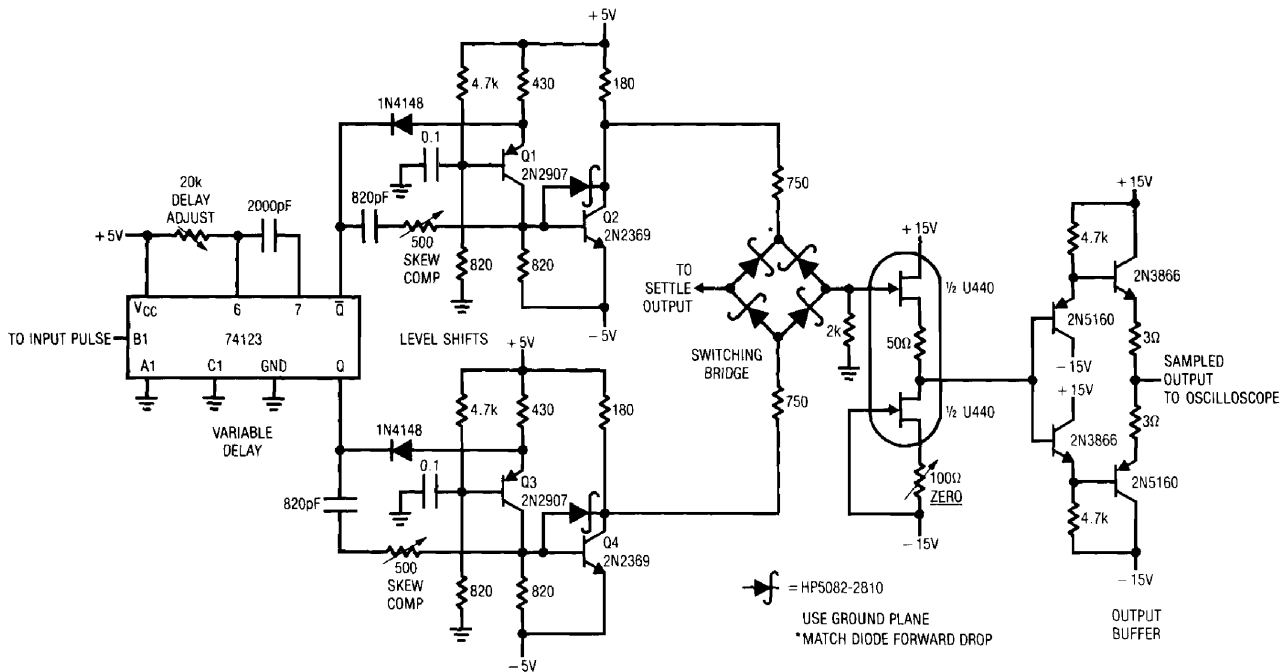 +5V
4.7k
430
180
1N4148
0.1
Q1
2N2907
820pF
500
SKEW
COMP
820
820
Q2
2N2369
-5V
20k
DELAY
ADJUST
2000pF
+5V
VCC
6
7
Q̅
TO INPUT PULSE
B1
74123
A1
C1
GND
Q
VARIABLE
DELAY
LEVEL SHIFTS
+5V
4.7k
430
180
1N4148
0.1
Q3
2N2907
820pF
500
SKEW
COMP
820
820
Q4
2N2369
-5V
750
*
TO
SETTLE
OUTPUT
SWITCHING
BRIDGE
750
2k
+15V
½ U440
50Ω
½ U440
100Ω
ZERO
-15V
+15V
4.7k
2N3866
2N5160
-15V
3Ω
SAMPLED
OUTPUT
TO OSCILLOSCOPE
+15V
3Ω
2N3866
2N5160
4.7k
-15V
OUTPUT
BUFFER
= HP5082-2810
USE GROUND PLANE
*MATCH DIODE FORWARD DROP